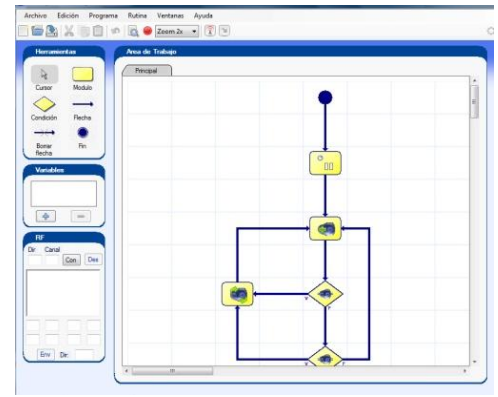 Archivo Edición Programa Rutina Ventanas Ayuda
Zoom 2x
Herramientas
Cursor Modulo
Condición Flecha
Borrar flecha Fin
Variables
RF
Dir Canal
Con Des
Env Dir
Area de Trabajo
Principal